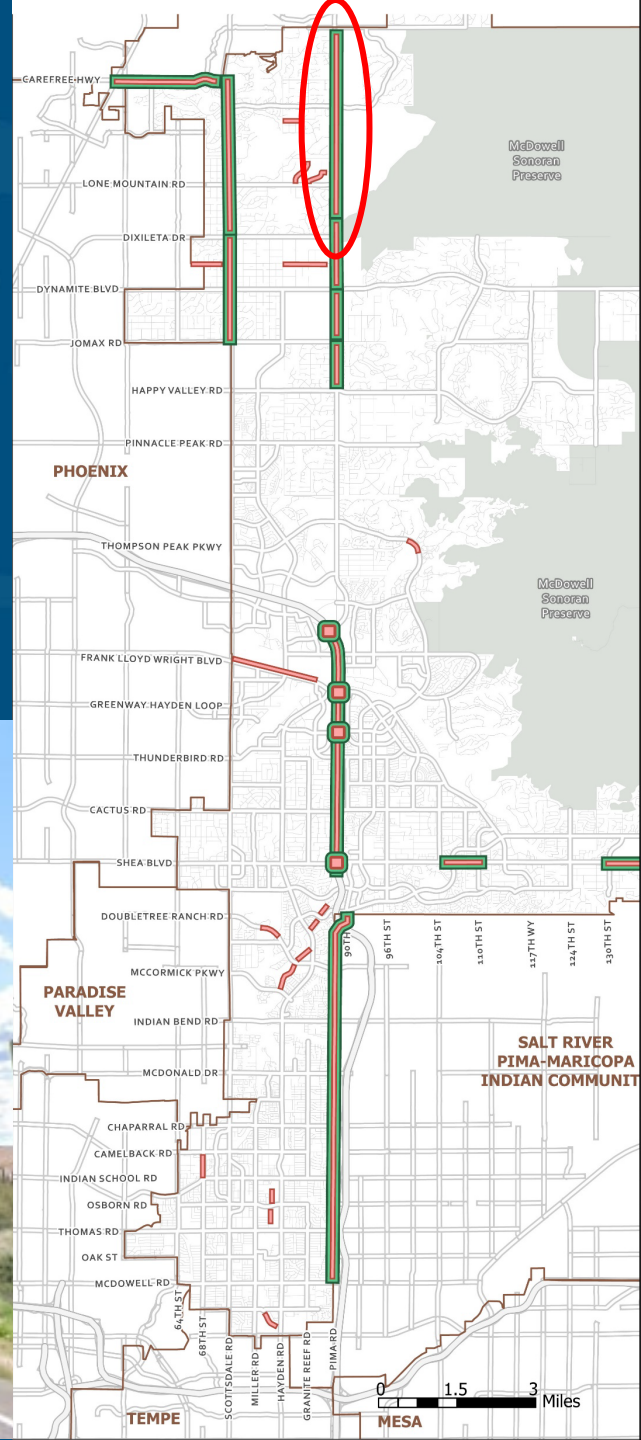 CAREFREE HWY
McDowell
Sonoran
Preserve
LONE MOUNTAIN RD
DIXILETA DR
DYNAMITE BLVD
JOMAX RD
HAPPY VALLEY RD
PINNACLE PEAK RD
PHOENIX
THOMPSON PEAK PKWY
McDowell
Sonoran
Preserve
FRANK LLOYD WRIGHT BLVD
GREENWAY HAYDEN LOOP
THUNDERBIRD RD
CACTUS RD
SHEA BLVD
DOUBLETREE RANCH RD
90TH
96TH ST
104TH ST
110TH ST
117TH WY
124TH ST
130TH ST
MCCORMICK PKWY
PARADISE
VALLEY
INDIAN BEND RD
SALT RIVER
PIMA-MARICOPA
INDIAN COMMUNIT
MCDONALD DR
CHAPARRAL RD
CAMELBACK RD
INDIAN SCHOOL RD
OSBORN RD
THOMAS RD
OAK ST
MCDOWELL RD
64TH ST
68TH ST
SCOTTSDALE RD
MILLER RD
HAYDEN RD
GRANITE REEF RD
PIMA RD
0 1.5 3
Miles
TEMPE
MESA